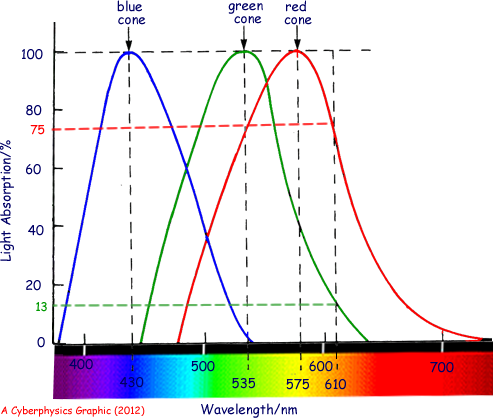 blue
cone
green
cone
red
cone
100
80
75
60
40
20
13
0
Light Absorption/%
400
500
600
700
430
535
575
610
A Cyberphysics Graphic (2012)
Wavelength/nm